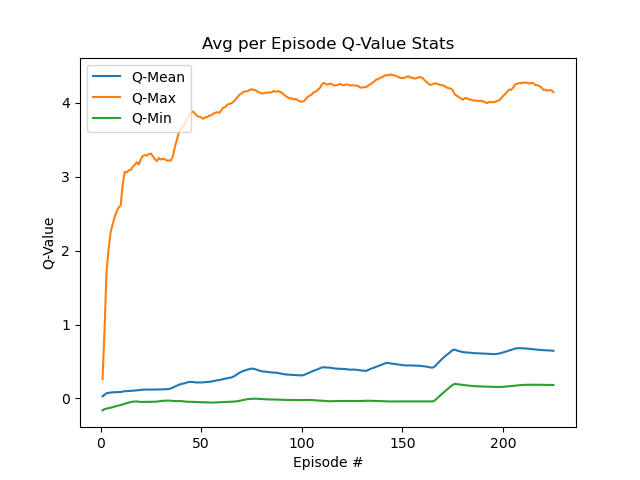 Avg per Episode Q-Value Stats
Q-Mean
Q-Max
Q-Min
Q-Value
4
3
2
1
0
0 50 100 150 200
Episode #